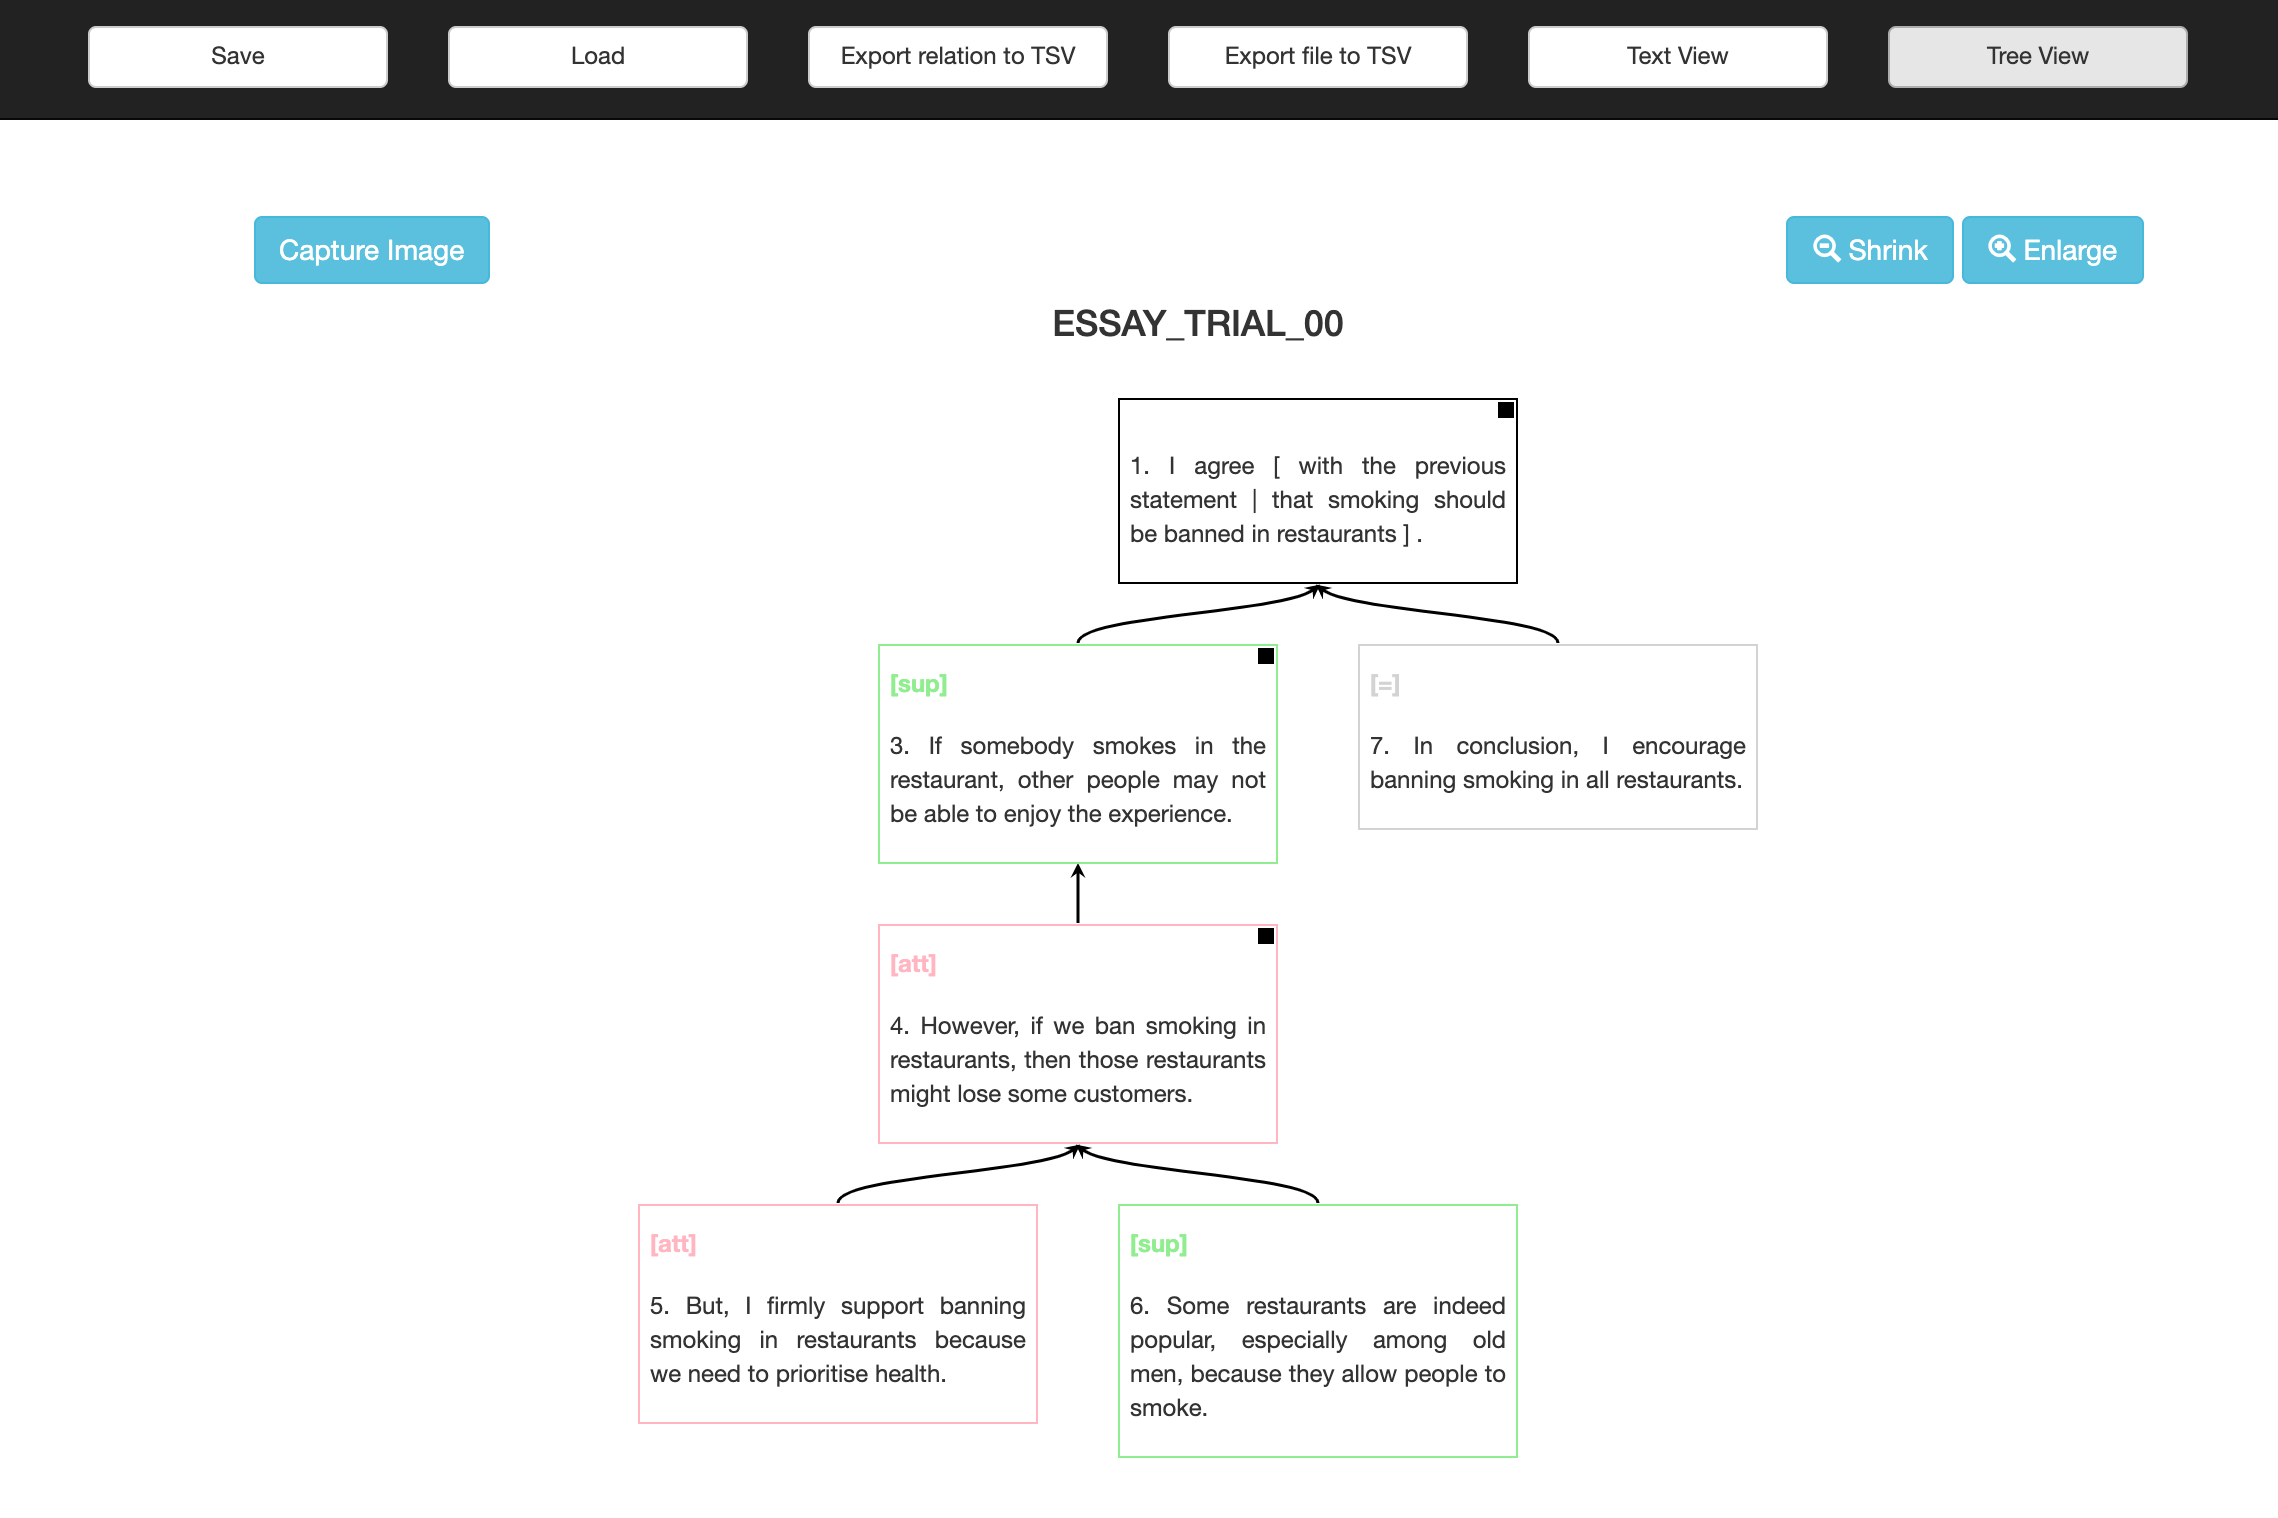 Save
Load
Export relation to TSV
Export file to TSV
Text View
Tree View
Capture Image
Shrink
Enlarge
ESSAY_TRIAL_00
1. I agree [ with the previous
statement | that smoking should
be banned in restaurants ] .
[sup]
3. If somebody smokes in the
restaurant, other people may not
be able to enjoy the experience.
[=]
7. In conclusion, I encourage
banning smoking in all restaurants.
[att]
4. However, if we ban smoking in
restaurants, then those restaurants
might lose some customers.
[att]
5. But, I firmly support banning
smoking in restaurants because
we need to prioritise health.
[sup]
6. Some restaurants are indeed
popular, especially among old
men, because they allow people to
smoke.